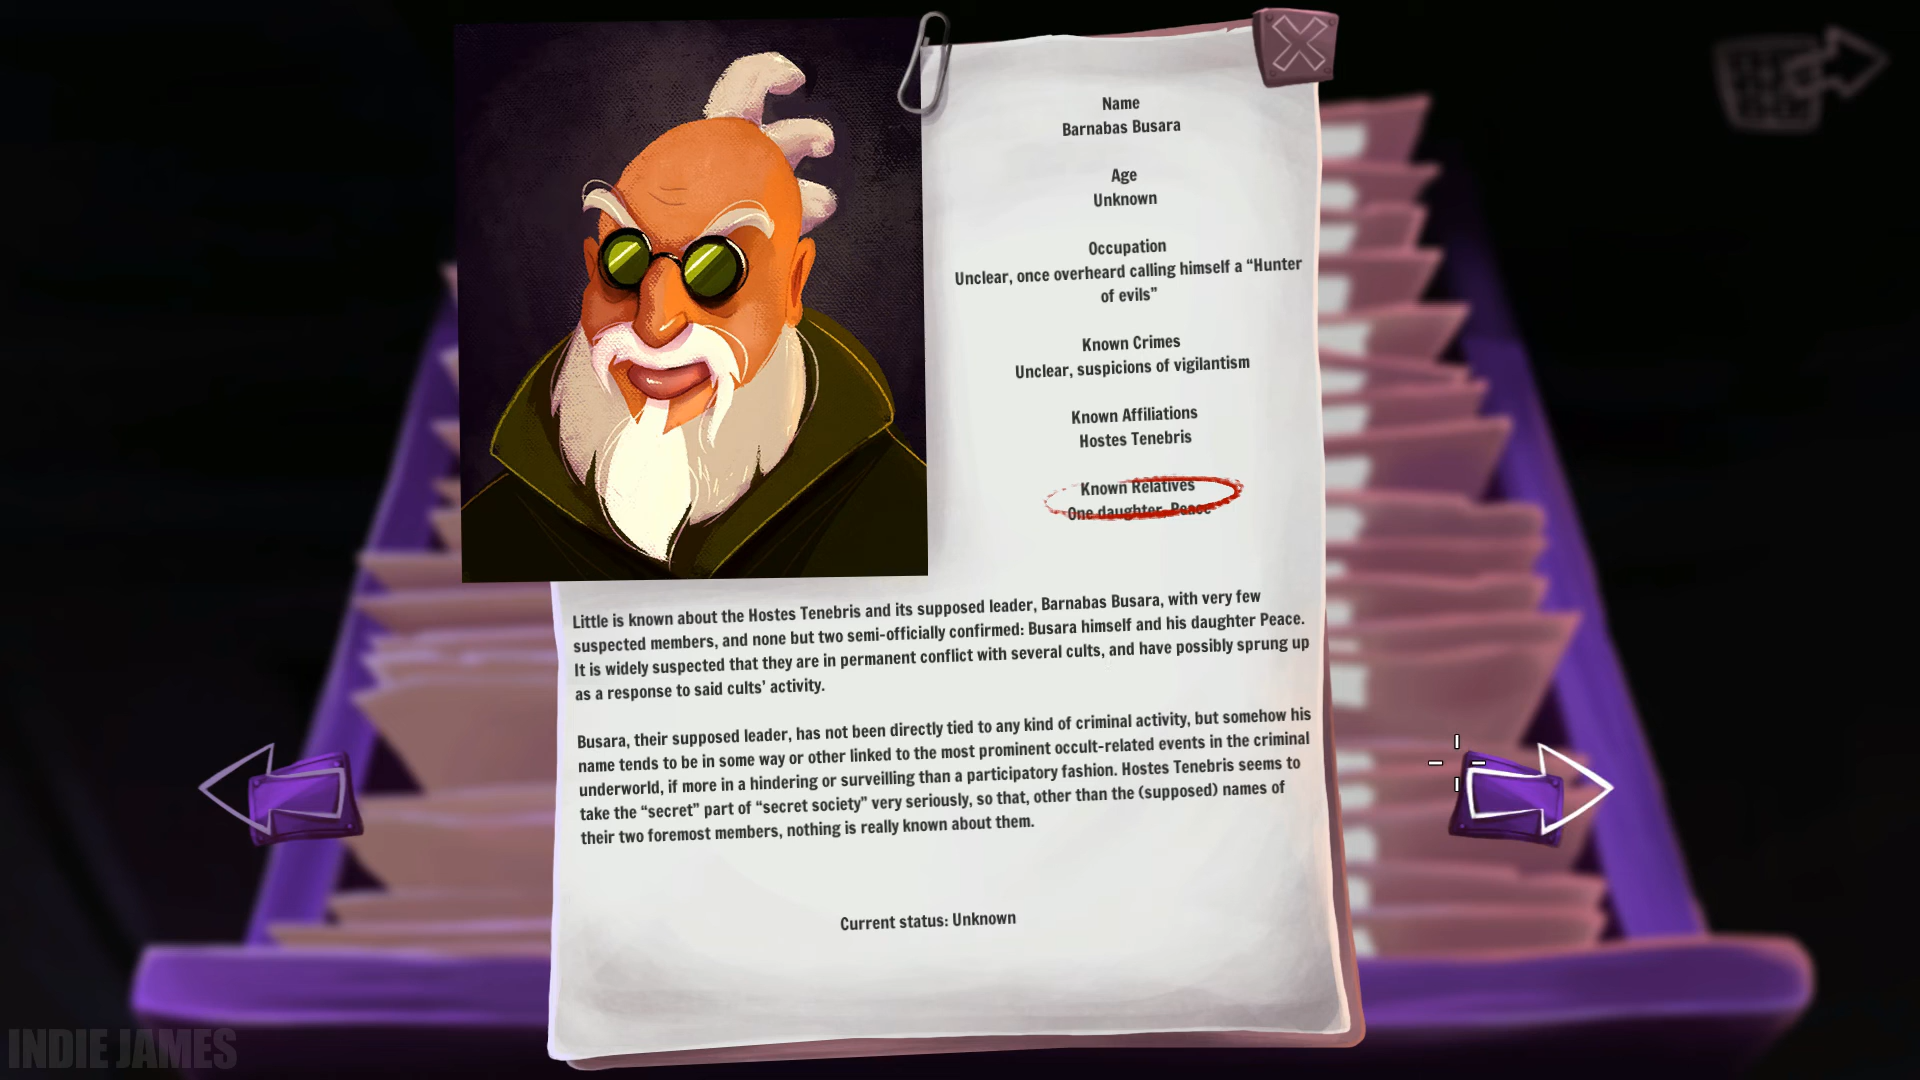 Name
Barnabas Busara
Age
Unknown
Occupation
Unclear, once overheard calling himself a “Hunter
of evils”
Known Crimes
Unclear, suspicions of vigilantism
Known Affiliations
Hostes Tenebris
Known Relatives
One daughter, Peace
Little is known about the Hostes Tenebris and its supposed leader, Barnabas Busara, with very few
suspected members, and none but two semi-officially confirmed: Busara himself and his daughter Peace.
It is widely suspected that they are in permanent conflict with several cults, and have possibly sprung up
as a response to said cults’ activity.
Busara, their supposed leader, has not been directly tied to any kind of criminal activity, but somehow his
name tends to be in some way or other linked to the most prominent occult-related events in the criminal
underworld, if more in a hindering or surveilling than a participatory fashion. Hostes Tenebris seems to
take the “secret” part of “secret society” very seriously, so that, other than the (supposed) names of
their two foremost members, nothing is really known about them.
Current status: Unknown
INDIE JAMES